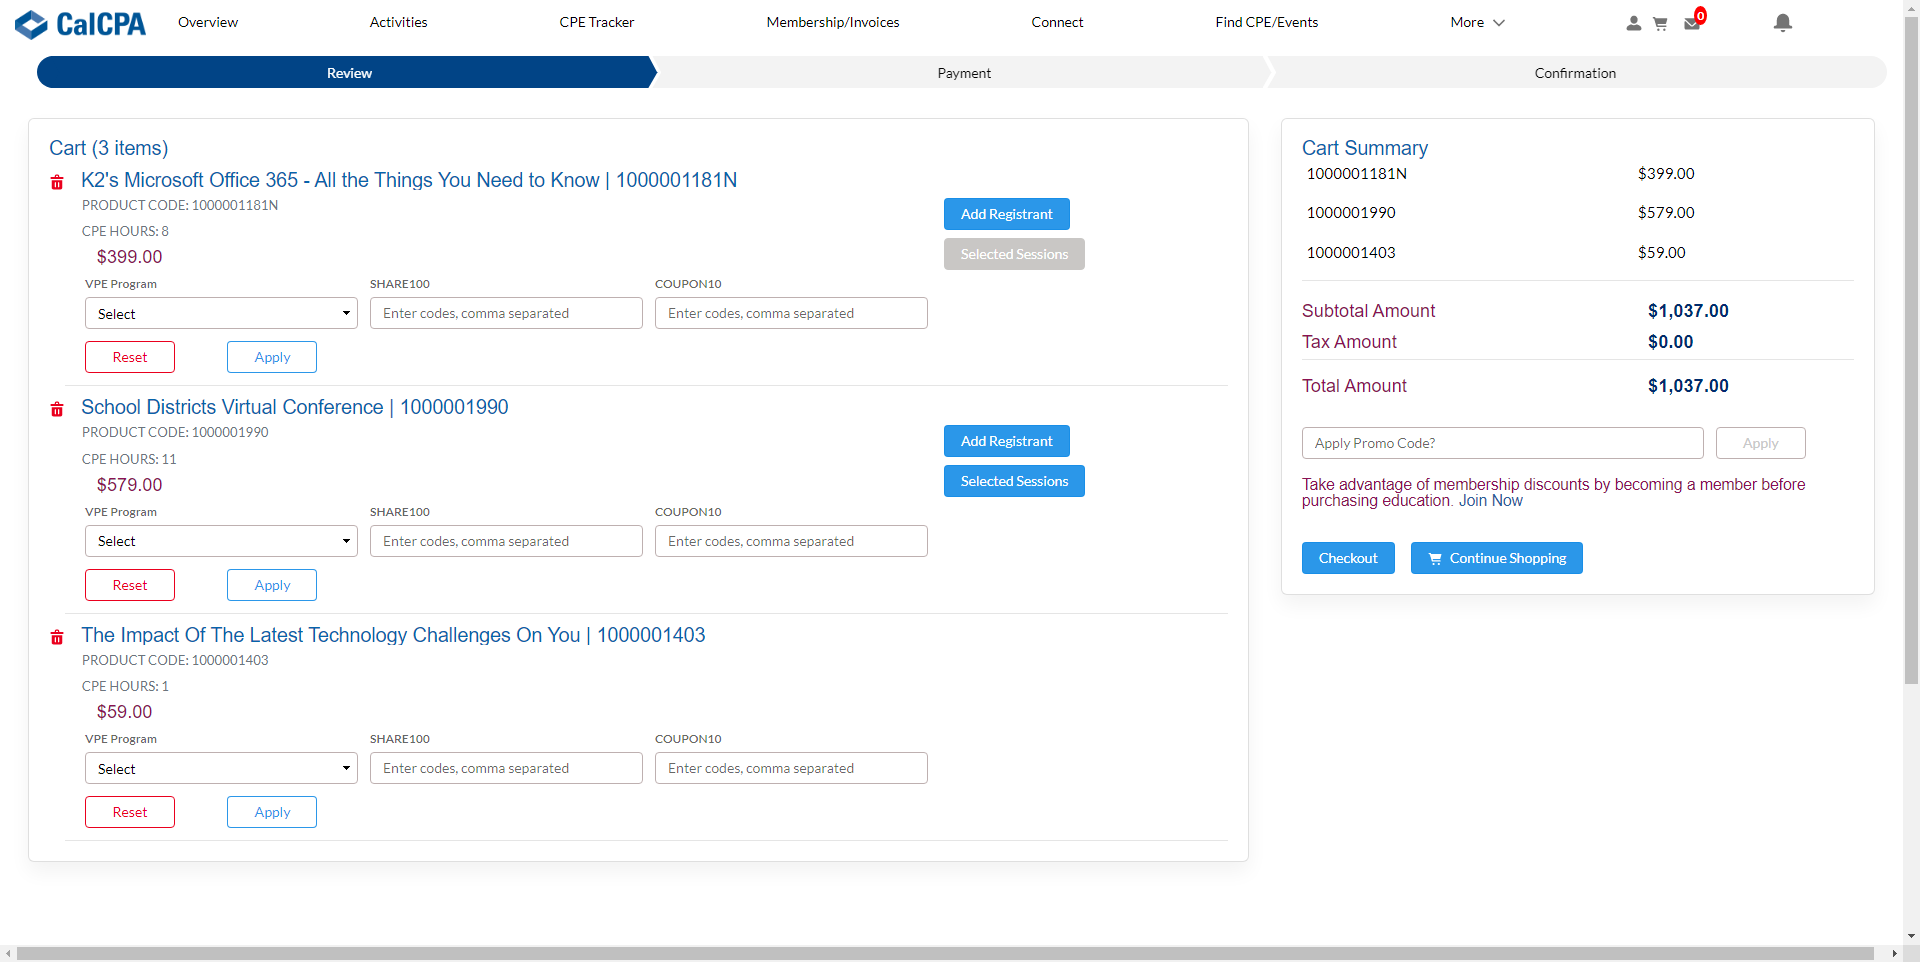 CalCPA
Overview
Activities
CPE Tracker
Membership/Invoices
Connect
Find CPE/Events
More
0
Review
Payment
Confirmation
Cart (3 items)
K2's Microsoft Office 365 - All the Things You Need to Know | 1000001181N
PRODUCT CODE: 1000001181N
CPE HOURS: 8
$399.00
Add Registrant
Selected Sessions
VPE Program
SHARE100
COUPON10
Select
Enter codes, comma separated
Enter codes, comma separated
Reset
Apply
School Districts Virtual Conference | 1000001990
PRODUCT CODE: 1000001990
CPE HOURS: 11
$579.00
Add Registrant
Selected Sessions
VPE Program
SHARE100
COUPON10
Select
Enter codes, comma separated
Enter codes, comma separated
Reset
Apply
The Impact Of The Latest Technology Challenges On You | 1000001403
PRODUCT CODE: 1000001403
CPE HOURS: 1
$59.00
VPE Program
SHARE100
COUPON10
Select
Enter codes, comma separated
Enter codes, comma separated
Reset
Apply
Cart Summary
1000001181N $399.00
1000001990 $579.00
1000001403 $59.00
Subtotal Amount $1,037.00
Tax Amount $0.00
Total Amount $1,037.00
Apply Promo Code?
Apply
Take advantage of membership discounts by becoming a member before
purchasing education. Join Now
Checkout
Continue Shopping